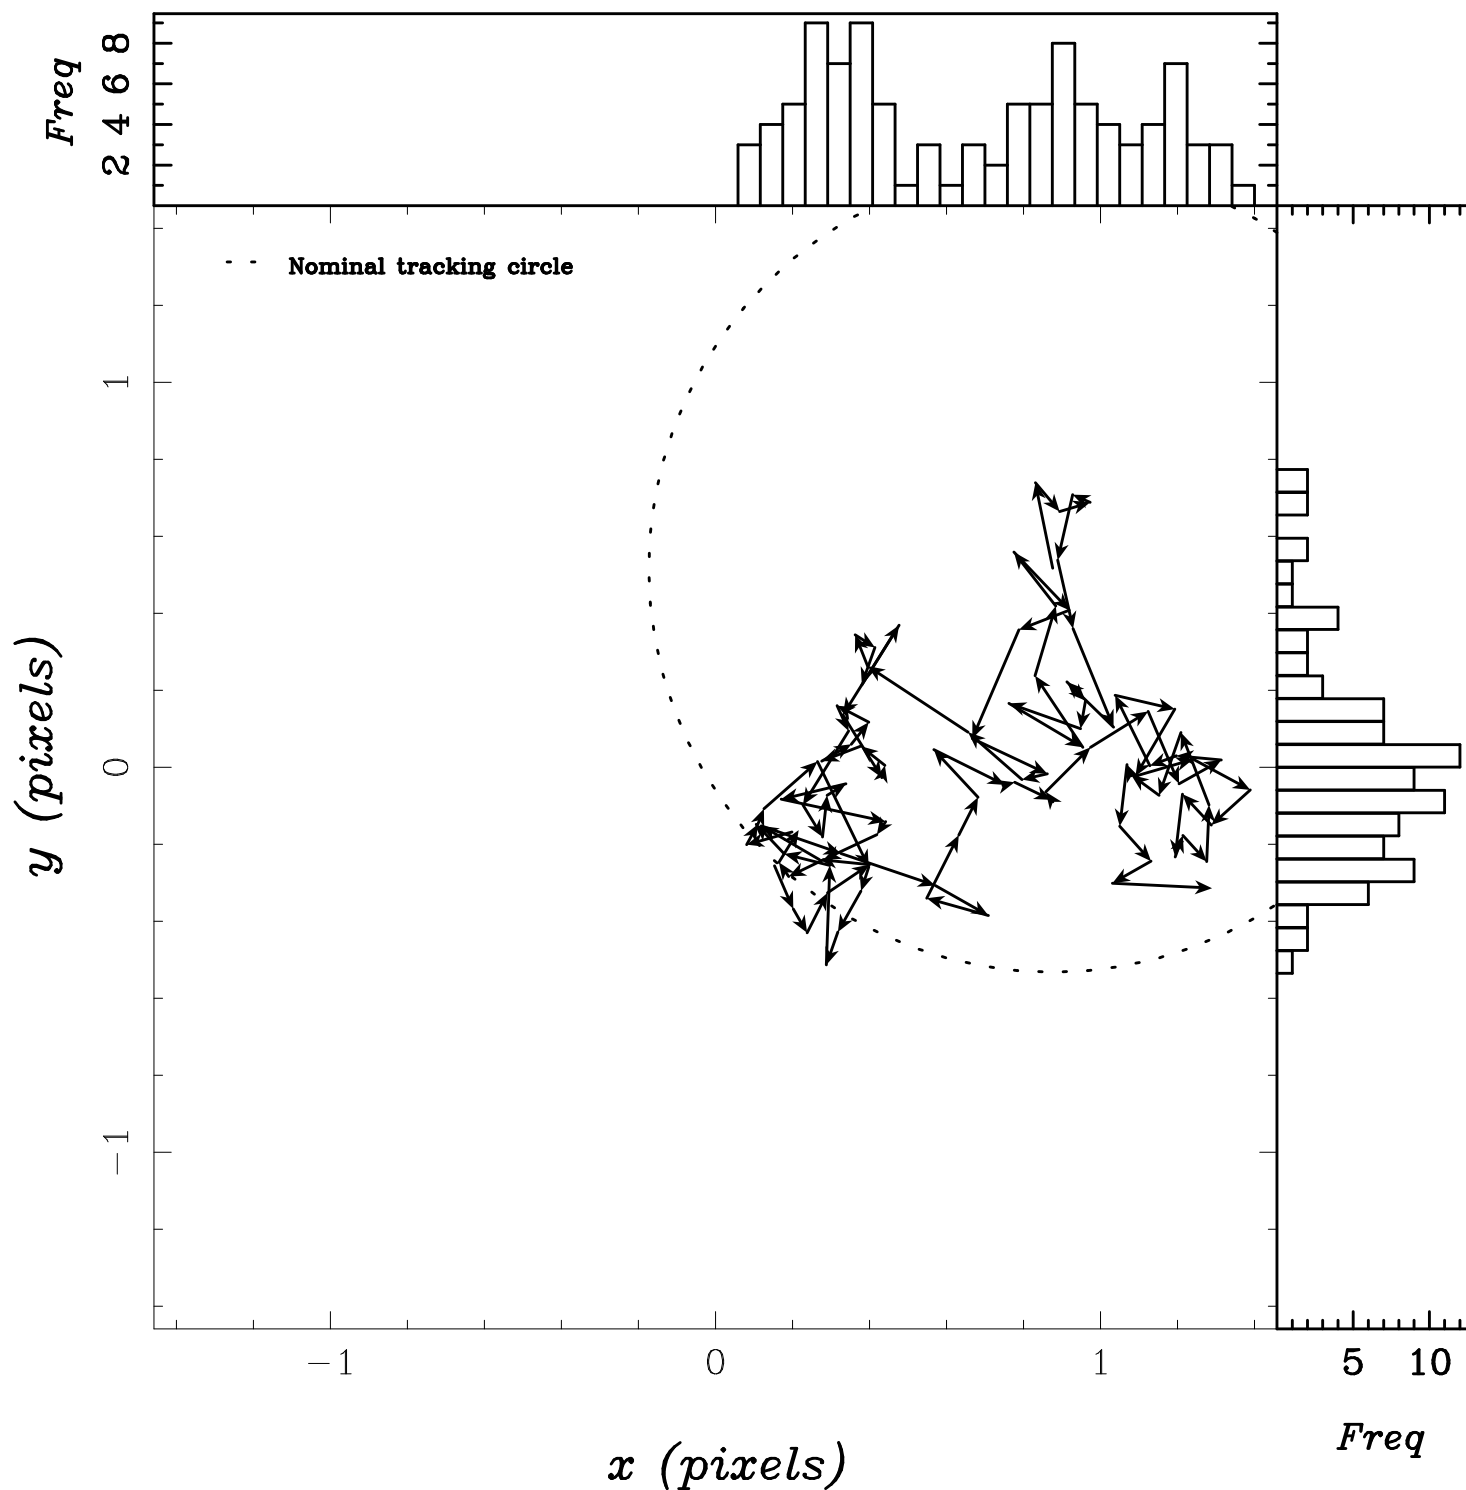 Freq
2 4 6 8
Nominal tracking circle
1
0
−1
y (pixels)
−1 0 1
5 10
x (pixels)
Freq